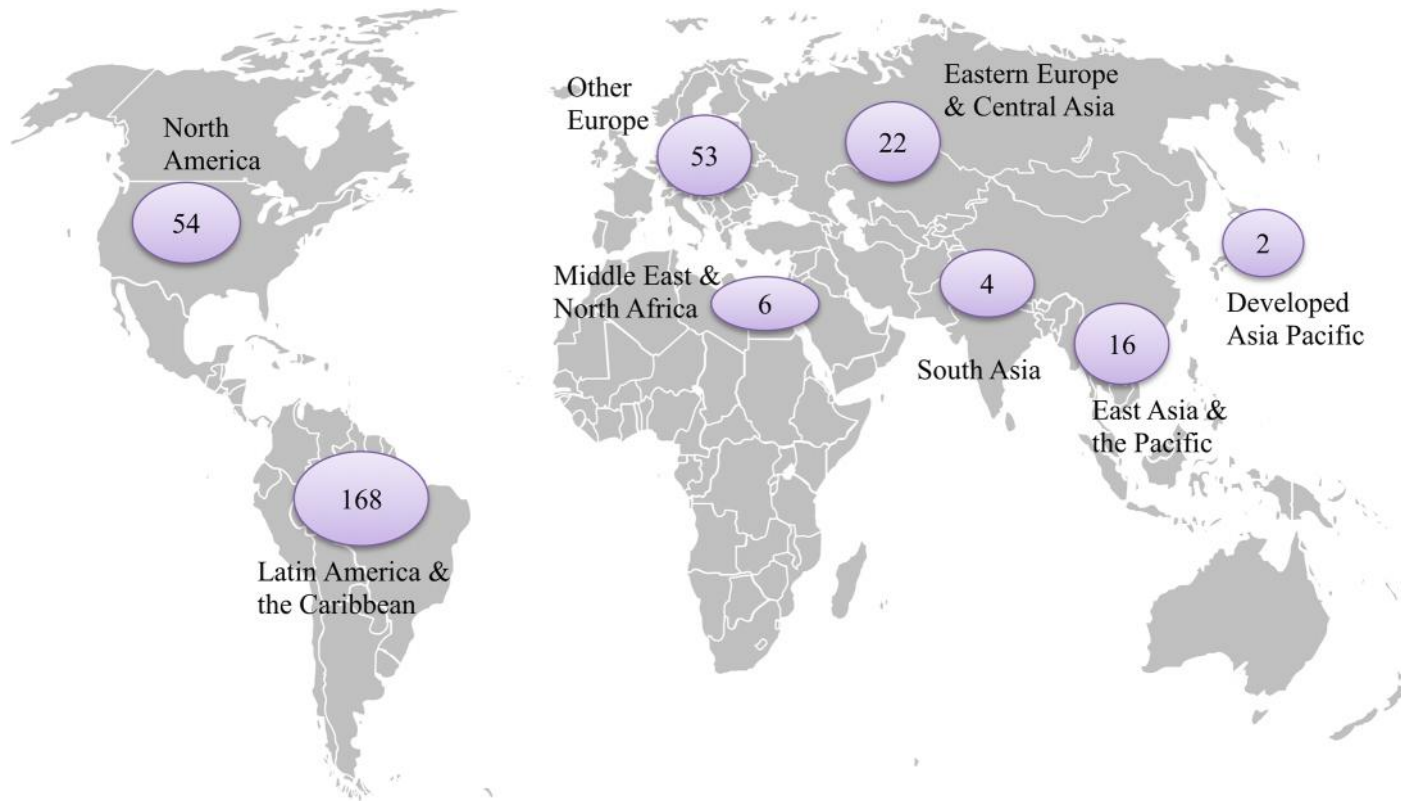 North
America
54
Other
Europe
53
Eastern Europe
& Central Asia
22
2
Developed
Asia Pacific
Middle East &
North Africa
6
4
South Asia
16
East Asia &
the Pacific
168
Latin America &
the Caribbean